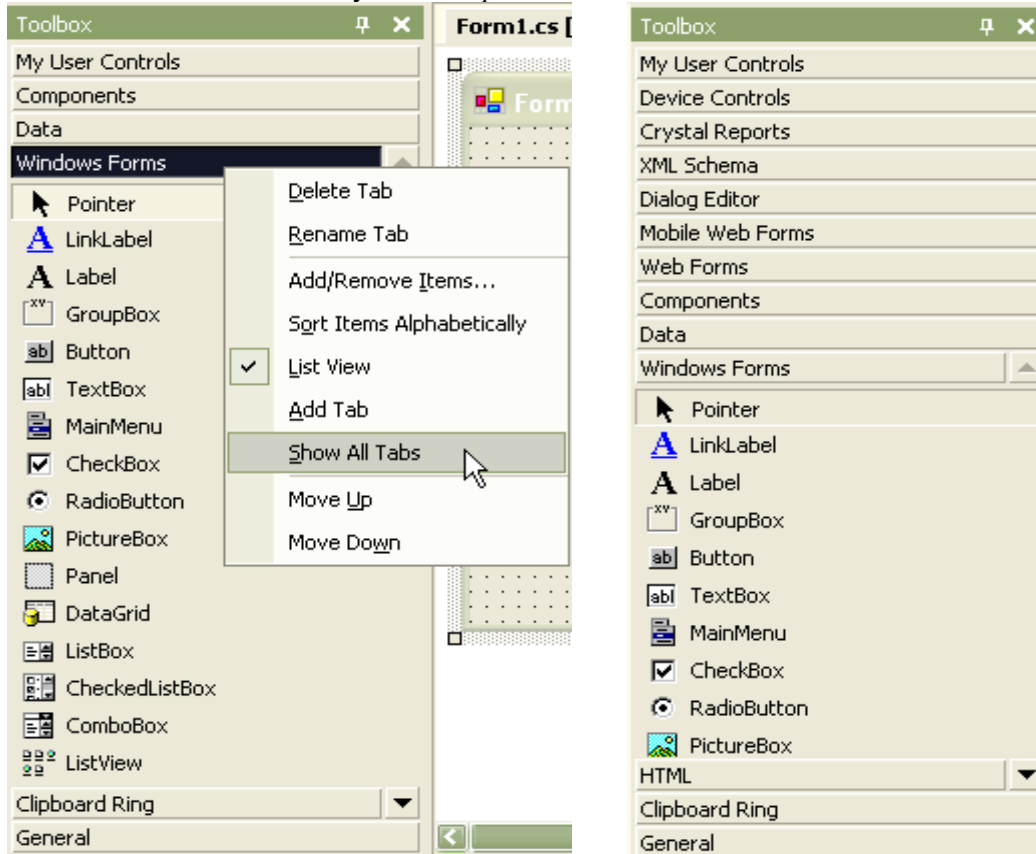 Toolbox
My User Controls
Components
Data
Windows Forms
Pointer
LinkLabel
Label
GroupBox
Button
TextBox
MainMenu
CheckBox
RadioButton
PictureBox
Panel
DataGrid
ListBox
CheckedListBox
ComboBox
ListView
Clipboard Ring
General
Delete Tab
Rename Tab
Add/Remove Items...
Sort Items Alphabetically
List View
Add Tab
Show All Tabs
Move Up
Move Down
Form1.cs [
Form
Toolbox
My User Controls
Device Controls
Crystal Reports
XML Schema
Dialog Editor
Mobile Web Forms
Web Forms
Components
Data
Windows Forms
Pointer
LinkLabel
Label
GroupBox
Button
TextBox
MainMenu
CheckBox
RadioButton
PictureBox
HTML
Clipboard Ring
General